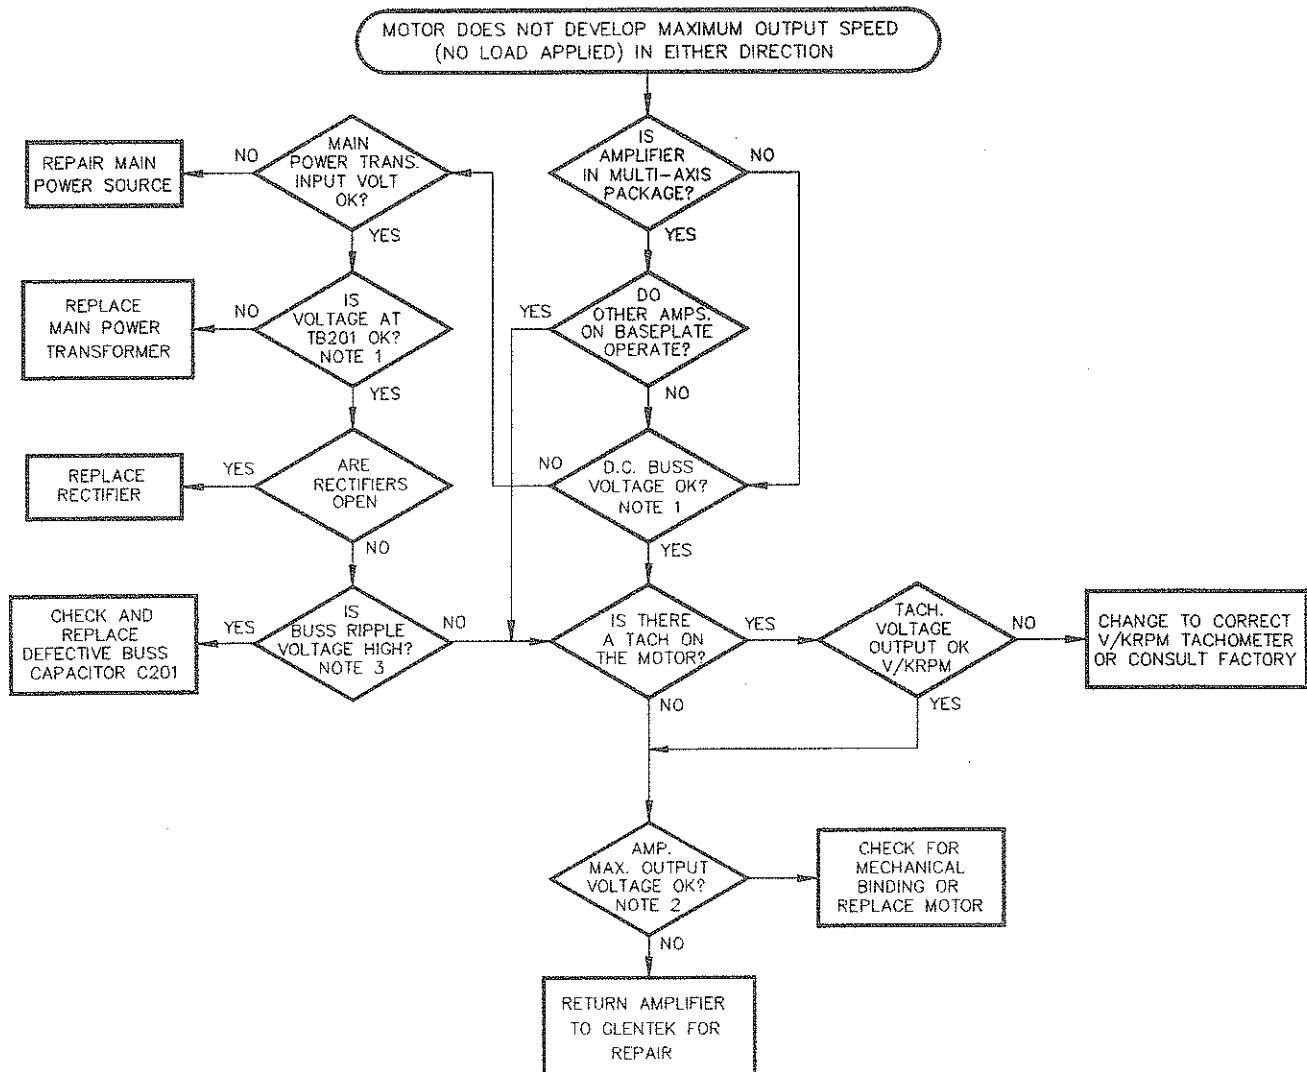 MOTOR DOES NOT DEVELOP MAXIMUM OUTPUT SPEED
(NO LOAD APPLIED) IN EITHER DIRECTION
IS
AMPLIFIER
IN MULTI-AXIS
PACKAGE?
NO
YES
MAIN
POWER TRANS.
INPUT VOLT
OK?
NO
YES
REPAIR MAIN
POWER SOURCE
DO
OTHER AMPS.
ON BASEPLATE
OPERATE?
YES
NO
IS
VOLTAGE AT
TB201 OK?
NOTE 1
NO
YES
REPLACE
MAIN POWER
TRANSFORMER
D.C. BUSS
VOLTAGE OK?
NOTE 1
NO
YES
ARE
RECTIFIERS
OPEN
YES
NO
REPLACE
RECTIFIER
IS
BUSS RIPPLE
VOLTAGE HIGH?
NOTE 3
YES
NO
CHECK AND
REPLACE
DEFECTIVE BUSS
CAPACITOR C201
IS THERE
A TACH ON
THE MOTOR?
YES
NO
TACH.
VOLTAGE
OUTPUT OK
V/KRPM
NO
YES
CHANGE TO CORRECT
V/KRPM TACHOMETER
OR CONSULT FACTORY
AMP.
MAX. OUTPUT
VOLTAGE OK?
NOTE 2
NO
CHECK FOR
MECHANICAL
BINDING OR
REPLACE MOTOR
RETURN AMPLIFIER
TO GLENTEK FOR
REPAIR